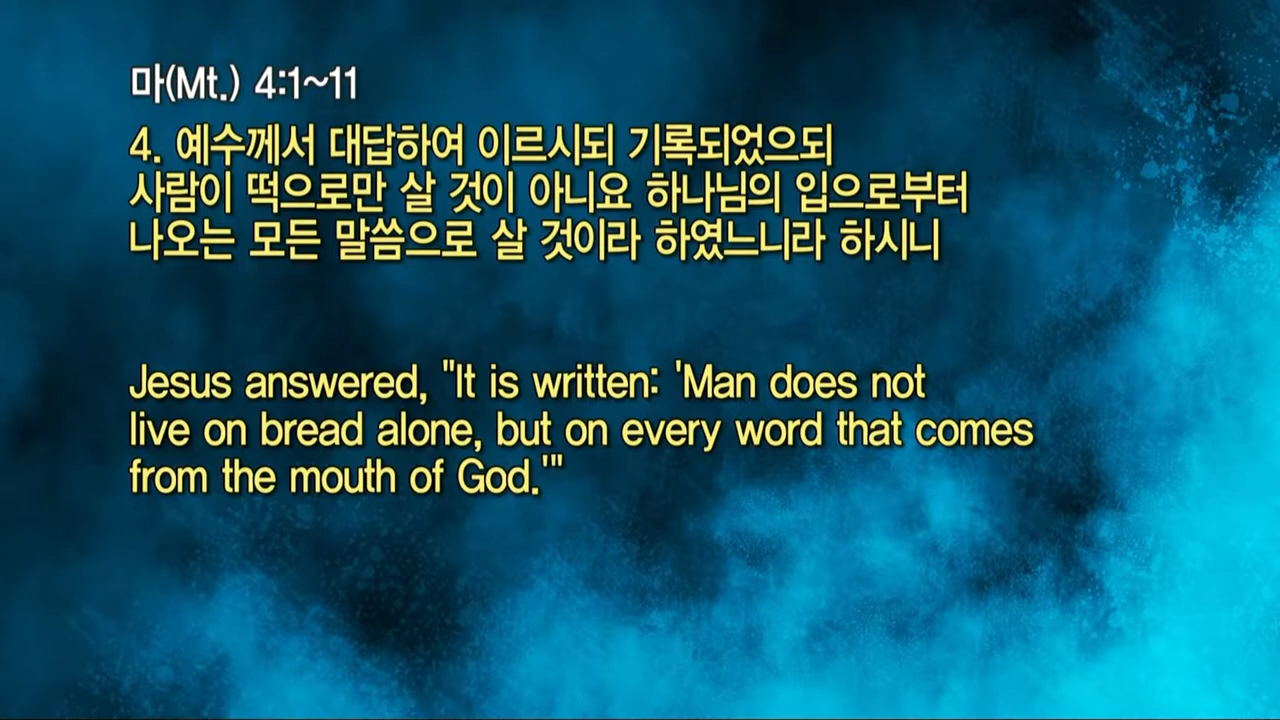 마(Mt.) 4:1~11
4. 예수께서 대답하여 이르시되 기록되었으되
사람이 떡으로만 살 것이 아니요 하나님의 입으로부터
나오는 모든 말씀으로 살 것이라 하였느니라 하시니
Jesus answered, "It is written: 'Man does not
live on bread alone, but on every word that comes
from the mouth of God.'"